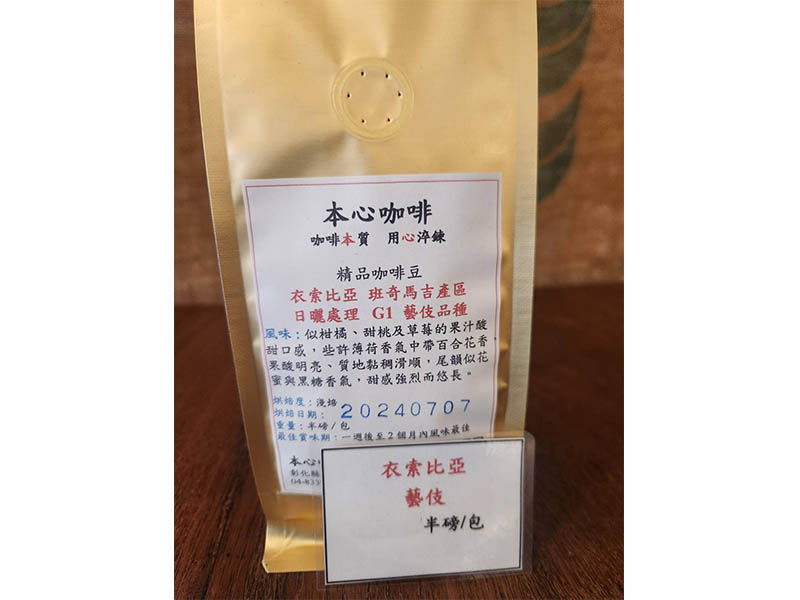 本心咖啡
咖啡本質 用心淬鍊
精品咖啡豆
衣索比亞 班奇馬吉產區
日曬處理 G1 藝伎品種
風味：似柑橘、甜桃及草莓的果汁酸
甜口感，些許薄荷香氣中帶百合花香，
果酸明亮、質地黏稠滑順，尾韻似花
蜜與黑糖香氣，甜感強烈而悠長。
烘焙度：淺焙
烘焙日期：20240707
重量：半磅/包
最佳賞味期：一週後至2個月內風味最佳
本心
彰化縣
04-833
衣索比亞
藝伎
半磅/包